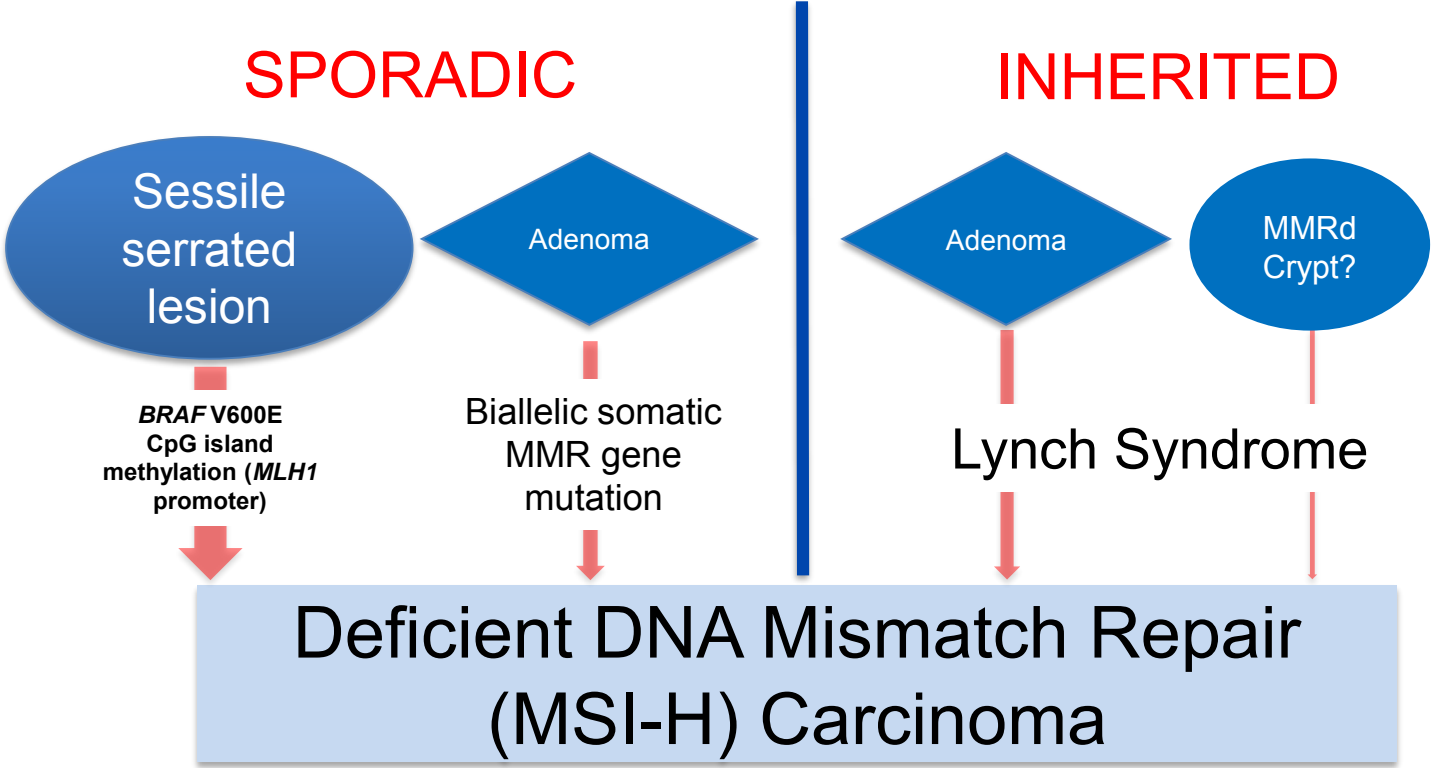 SPORADIC
INHERITED
Sessile
serrated
lesion
Adenoma
Adenoma
MMRd
Crypt?
BRAF V600E
CpG island
methylation (MLH1
promoter)
Biallelic somatic
MMR gene
mutation
Lynch Syndrome
Deficient DNA Mismatch Repair
(MSI-H) Carcinoma